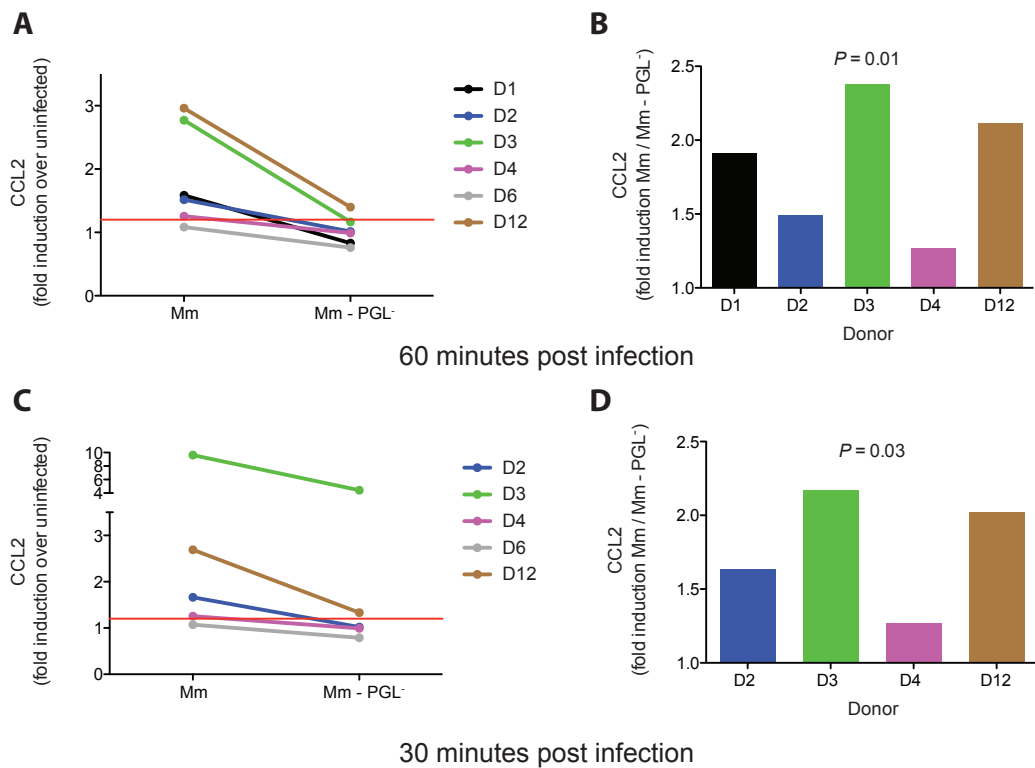 A
CCL2
(fold induction over uninfected)
3
2
1
0
Mm
Mm - PGL⁻
D1
D2
D3
D4
D6
D12
B
CCL2
(fold induction Mm / Mm - PGL⁻)
P = 0.01
2.5
2.0
1.5
1.0
D1 D2 D3 D4 D12
Donor
60 minutes post infection
C
CCL2
(fold induction over uninfected)
10
8
6
4
3
2
1
0
Mm
Mm - PGL⁻
D2
D3
D4
D6
D12
D
CCL2
(fold induction Mm / Mm - PGL⁻)
P = 0.03
2.5
2.0
1.5
1.0
D2 D3 D4 D12
Donor
30 minutes post infection